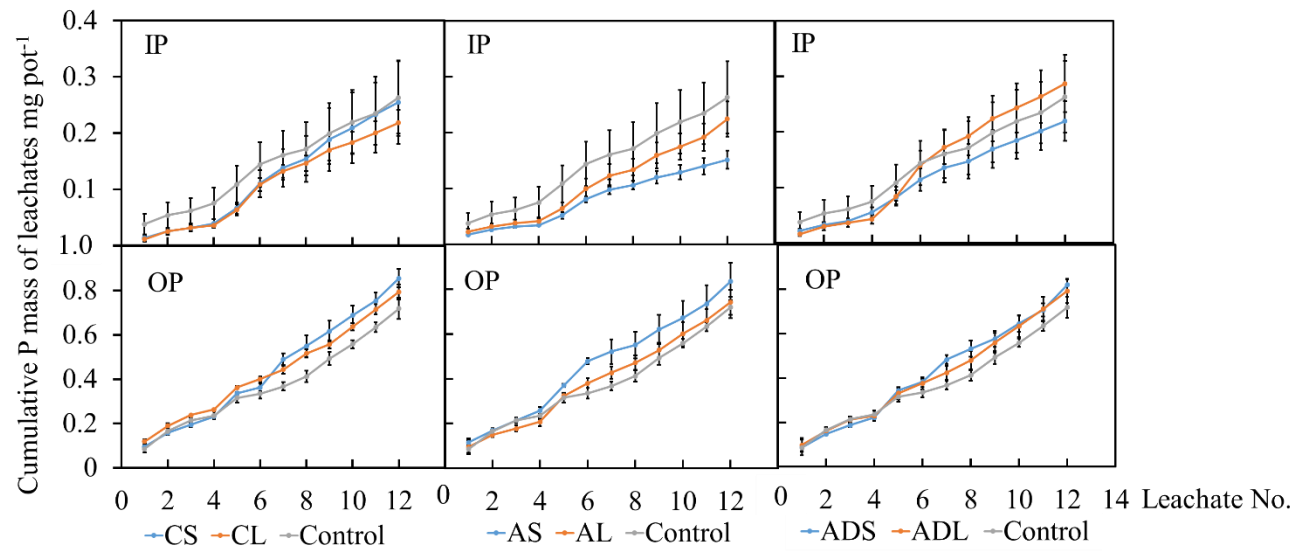 Cumulative P mass of leachates mg pot⁻¹
0.4
0.3
0.2
0.1
1.0
0.8
0.6
0.4
0.2
0
IP
IP
IP
OP
OP
OP
0 2 4 6 8 10 12
0 2 4 6 8 10 12
0 2 4 6 8 10 12 14
Leachate No.
CS CL Control
AS AL Control
ADS ADL Control